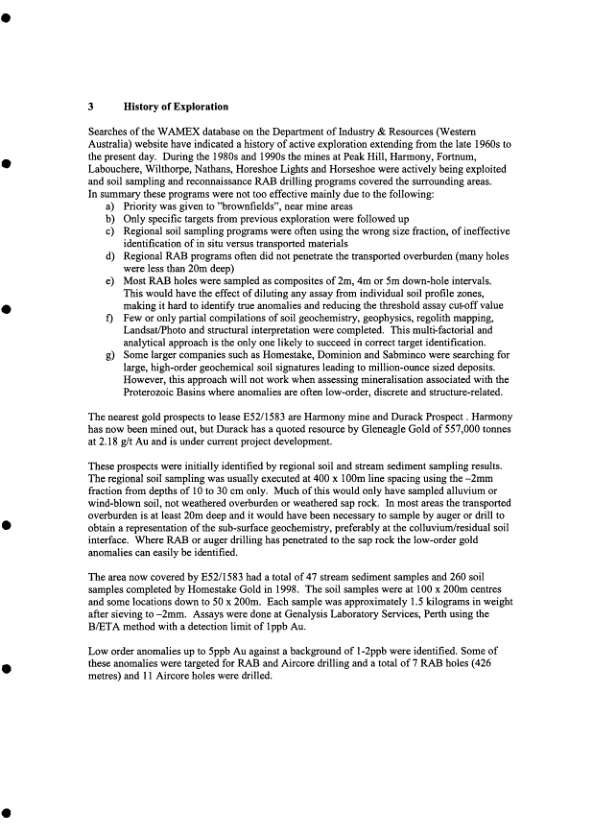 3 History of Exploration
Searches of the WAMEX database on the Department of Industry & Resources (Western
Australia) website have indicated a history of active exploration extending from the late 1960s to
the present day. During the 1980s and 1990s the mines at Peak Hill, Harmony, Fortnum,
Labouchere, Wilthorpe, Nathans, Horeshoe Lights and Horseshoe were actively being exploited
and soil sampling and reconnaissance RAB drilling programs covered the surrounding areas.
In summary these programs were not too effective mainly due to the following:
a) Priority was given to "brownfields", near mine areas
b) Only specific targets from previous exploration were followed up
c) Regional soil sampling programs were often using the wrong size fraction, of ineffective
identification of in situ versus transported materials
d) Regional RAB programs often did not penetrate the transported overburden (many holes
were less than 20m deep)
e) Most RAB holes were sampled as composites of 2m, 4m or 5m down-hole intervals.
This would have the effect of diluting any assay from individual soil profile zones,
making it hard to identify true anomalies and reducing the threshold assay cut-off value
f) Few or only partial compilations of soil geochemistry, geophysics, regolith mapping,
Landsat/Photo and structural interpretation were completed. This multi-factorial and
analytical approach is the only one likely to succeed in correct target identification.
g) Some larger companies such as Homestake, Dominion and Sabminco were searching for
large, high-order geochemical soil signatures leading to million-ounce sized deposits.
However, this approach will not work when assessing mineralisation associated with the
Proterozoic Basins where anomalies are often low-order, discrete and structure-related.
The nearest gold prospects to lease E52/1583 are Harmony mine and Durack Prospect . Harmony
has now been mined out, but Durack has a quoted resource by Gleneagle Gold of 557,000 tonnes
at 2.18 g/t Au and is under current project development.
These prospects were initially identified by regional soil and stream sediment sampling results.
The regional soil sampling was usually executed at 400 x 100m line spacing using the –2mm
fraction from depths of 10 to 30 cm only. Much of this would only have sampled alluvium or
wind-blown soil, not weathered overburden or weathered sap rock. In most areas the transported
overburden is at least 20m deep and it would have been necessary to sample by auger or drill to
obtain a representation of the sub-surface geochemistry, preferably at the colluvium/residual soil
interface. Where RAB or auger drilling has penetrated to the sap rock the low-order gold
anomalies can easily be identified.
The area now covered by E52/1583 had a total of 47 stream sediment samples and 260 soil
samples completed by Homestake Gold in 1998. The soil samples were at 100 x 200m centres
and some locations down to 50 x 200m. Each sample was approximately 1.5 kilograms in weight
after sieving to –2mm. Assays were done at Genalysis Laboratory Services, Perth using the
B/ETA method with a detection limit of 1ppb Au.
Low order anomalies up to 5ppb Au against a background of 1-2ppb were identified. Some of
these anomalies were targeted for RAB and Aircore drilling and a total of 7 RAB holes (426
metres) and 11 Aircore holes were drilled.